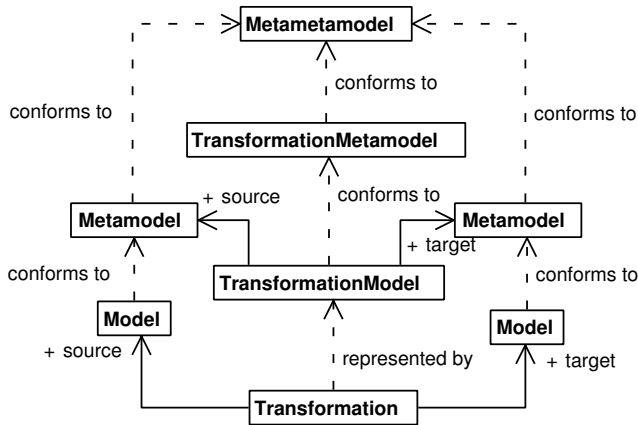 Metametamodel
conforms to
conforms to
conforms to
TransformationMetamodel
+ source
conforms to
Metamodel
Metamodel
+ target
conforms to
TransformationModel
conforms to
Model
Model
+ source
represented by
+ target
Transformation